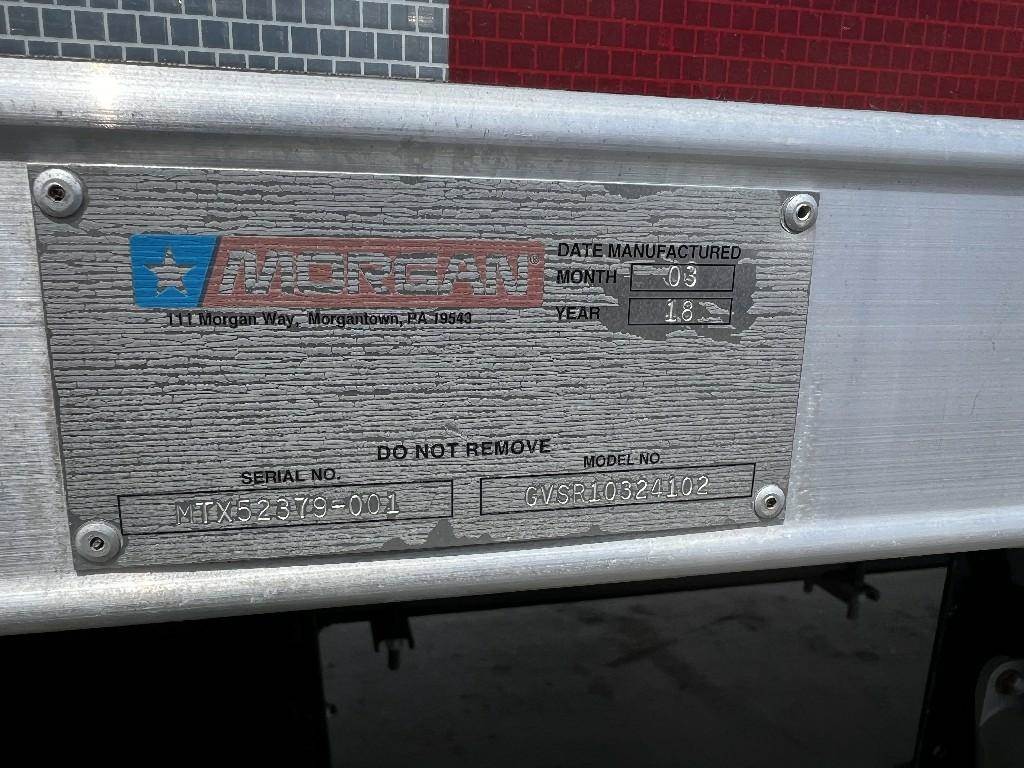 MORGAN®
111 Morgan Way, Morgantown, PA 19543
DATE MANUFACTURED
MONTH 03
YEAR 18
DO NOT REMOVE
SERIAL NO.
MTX52379-001
MODEL NO.
GVSR10324102